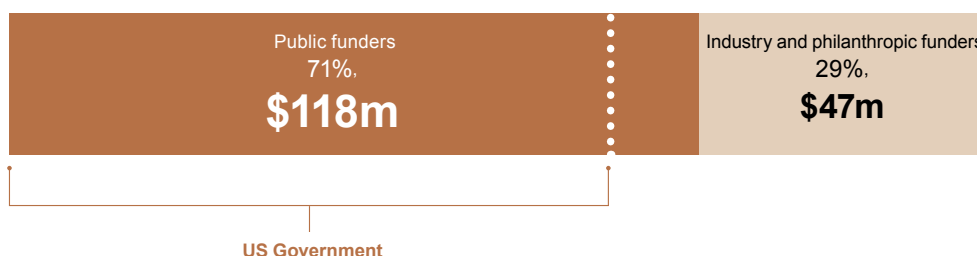 Public funders
71%,
$118m
Industry and philanthropic funders
29%,
$47m
US Government